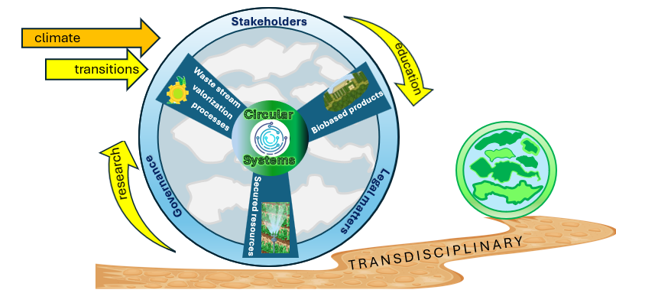 Stakeholders
climate
transitions
education
Waste stream
valorization
processes
Biobased products
Circular
Systems
research
Governance
Secured resources
Legal matters
TRANSDISCIPLINARY